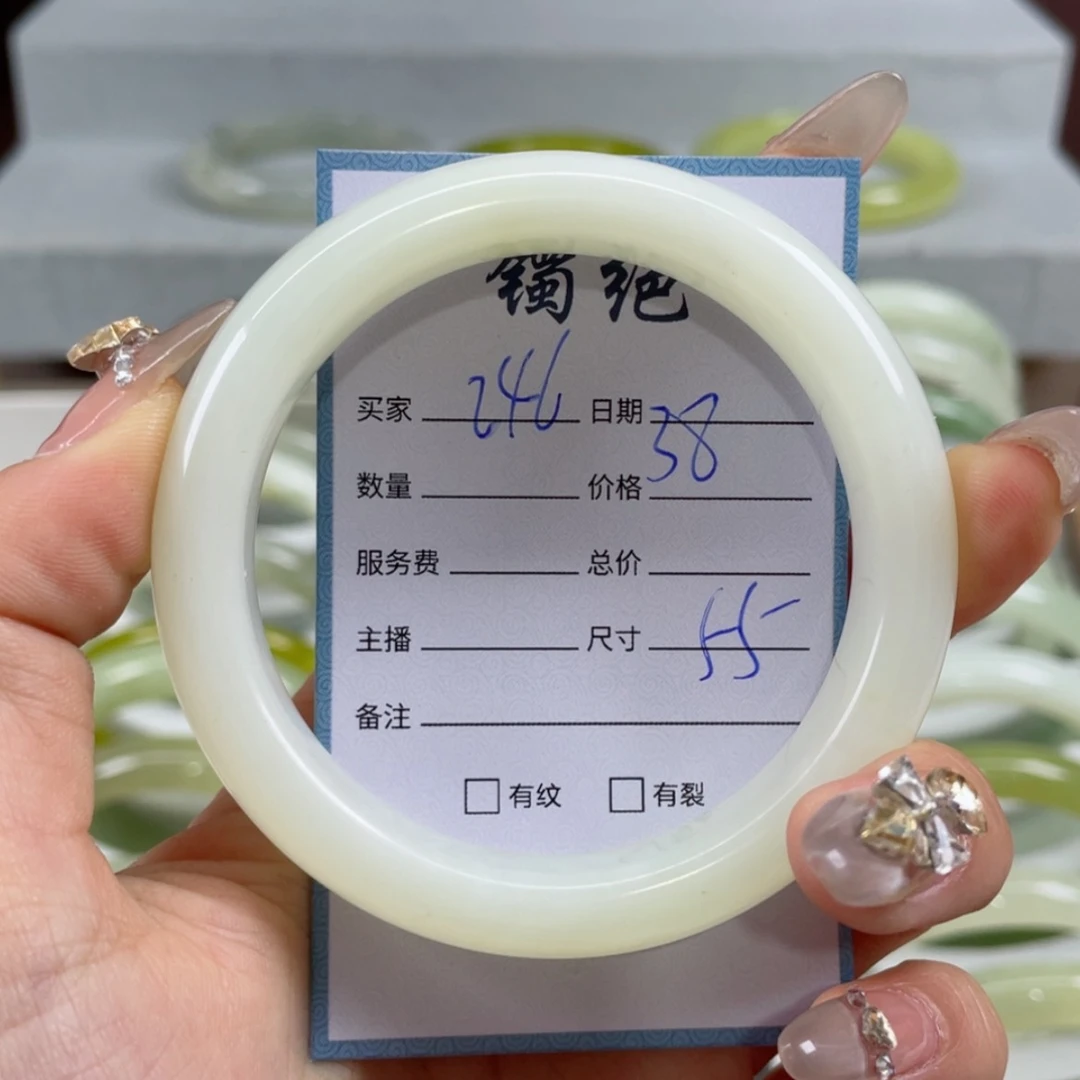 镯绝
买家 246 日期
数量 价格 58
服务费 总价
主播 尺寸 55
备注
□有纹 □有裂